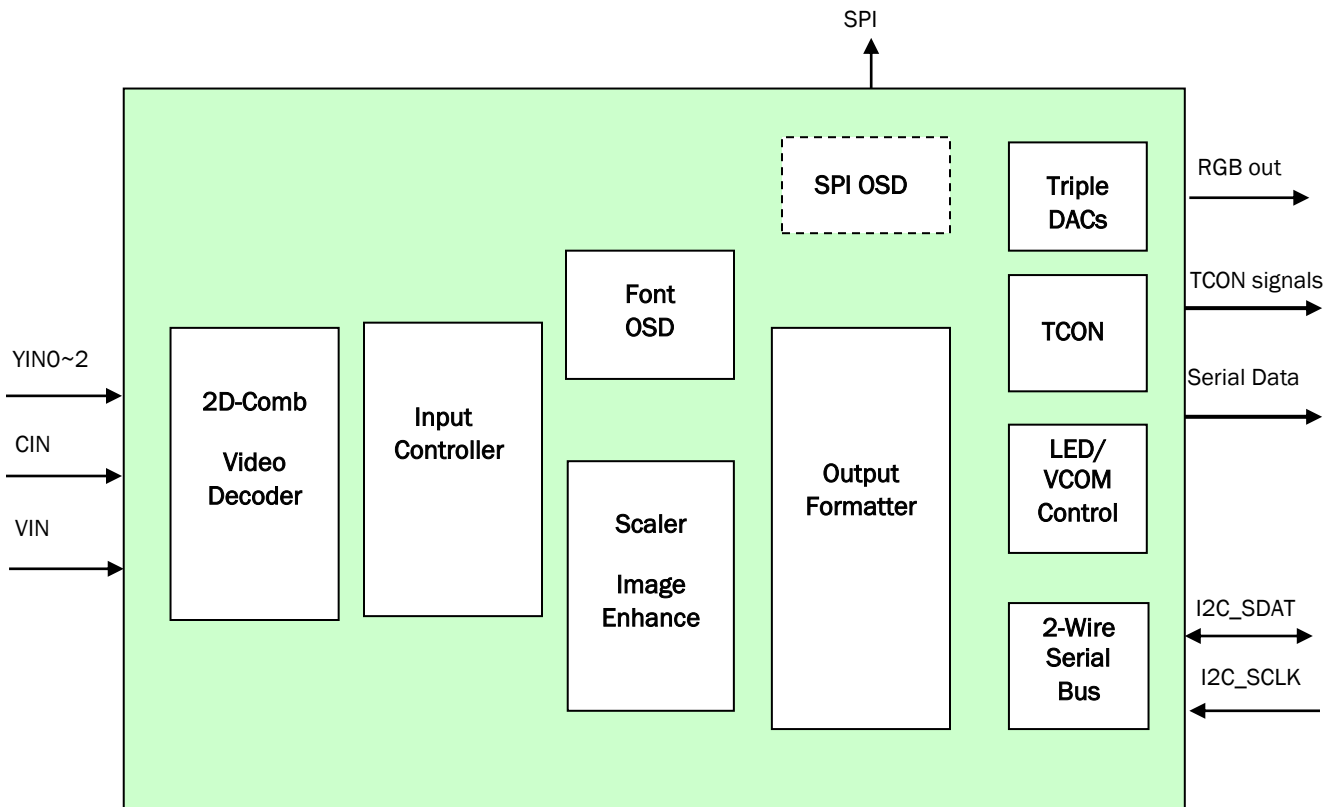 SPI
SPI OSD
Triple
DACs
RGB out
Font
OSD
TCON signals
TCON
YIN0~2
Serial Data
2D-Comb
Video
Decoder
Input
Controller
CIN
LED/
VCOM
Control
Output
Formatter
VIN
Scaler
Image
Enhance
I2C_SDAT
2-Wire
Serial
Bus
I2C_SCLK